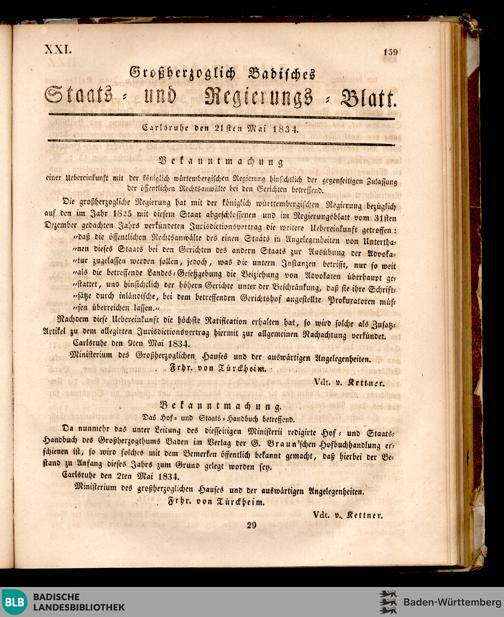 XXI.
159
Großherzoglich Badisches
Staats- und Regierungs-Blatt.
Carlsruhe den 21sten Mai 1834.
Bekanntmachung
einer Uebereinkunft mit der königlich würtembergischen Regierung hinsichtlich der gegenseitigen Zulassung
der öffentlichen Rechtsanwälte bei den Gerichten betreffend.
Die großherzogliche Regierung hat mit der königlich württembergischen Regierung bezüglich
auf den im Jahr 1825 mit diesem Staat abgeschlossenen und im Regierungsblatt vom 31sten
Dezember gedachten Jahrs verkündeten Jurisdictionsvertrag die weitere Uebereinkunft getroffen:
„daß die öffentlichen Rechtsanwälte des einen Staats in Angelegenheiten von Untertha-
„nen dieses Staats bei den Gerichten des andern Staats zur Ausübung der Advoka-
„tur zugelassen werden sollen, jedoch, was die untern Instanzen betrifft, nur so weit
„als die betreffende Landes-Gesetzgebung die Beiziehung von Advokaten überhaupt ge-
„stattet, und hinsichtlich der höhern Gerichte unter der Beschränkung, daß sie ihre Schrift-
„sätze durch inländische, bei dem betreffenden Gerichtshof angestellte Prokuratoren müs-
„sen überreichen lassen.“
Nachdem diese Uebereinkunft die höchste Ratification erhalten hat, so wird solche als Zusatz-
Artikel zu dem allegirten Jurisdictionsvertrag hiermit zur allgemeinen Nachachtung verkündet.
Carlsruhe den 9ten Mai 1834.
Ministerium des Großherzoglichen Hauses und der auswärtigen Angelegenheiten.
Frhr. von Türckheim.
Vdt. v. Kettner.
Bekanntmachung.
Das Hof- und Staats-Handbuch betreffend.
Da nunmehr das unter Leitung des diesseitigen Ministerii redigirte Hof- und Staats-
Handbuch des Großherzogthums Baden im Verlag der G. Braun'schen Hofbuchhandlung er-
schienen ist, so wird solches mit dem Bemerken öffentlich bekannt gemacht, daß hierbei der Be-
stand zu Anfang dieses Jahrs zum Grund gelegt worden sey.
Carlsruhe den 2ten Mai 1834.
Ministerium des großherzoglichen Hauses und der auswärtigen Angelegenheiten.
Frhr. von Türckheim.
Vdt. v. Kettner.
29
BLB BADISCHE
LANDESBIBLIOTHEK
Baden-Württemberg